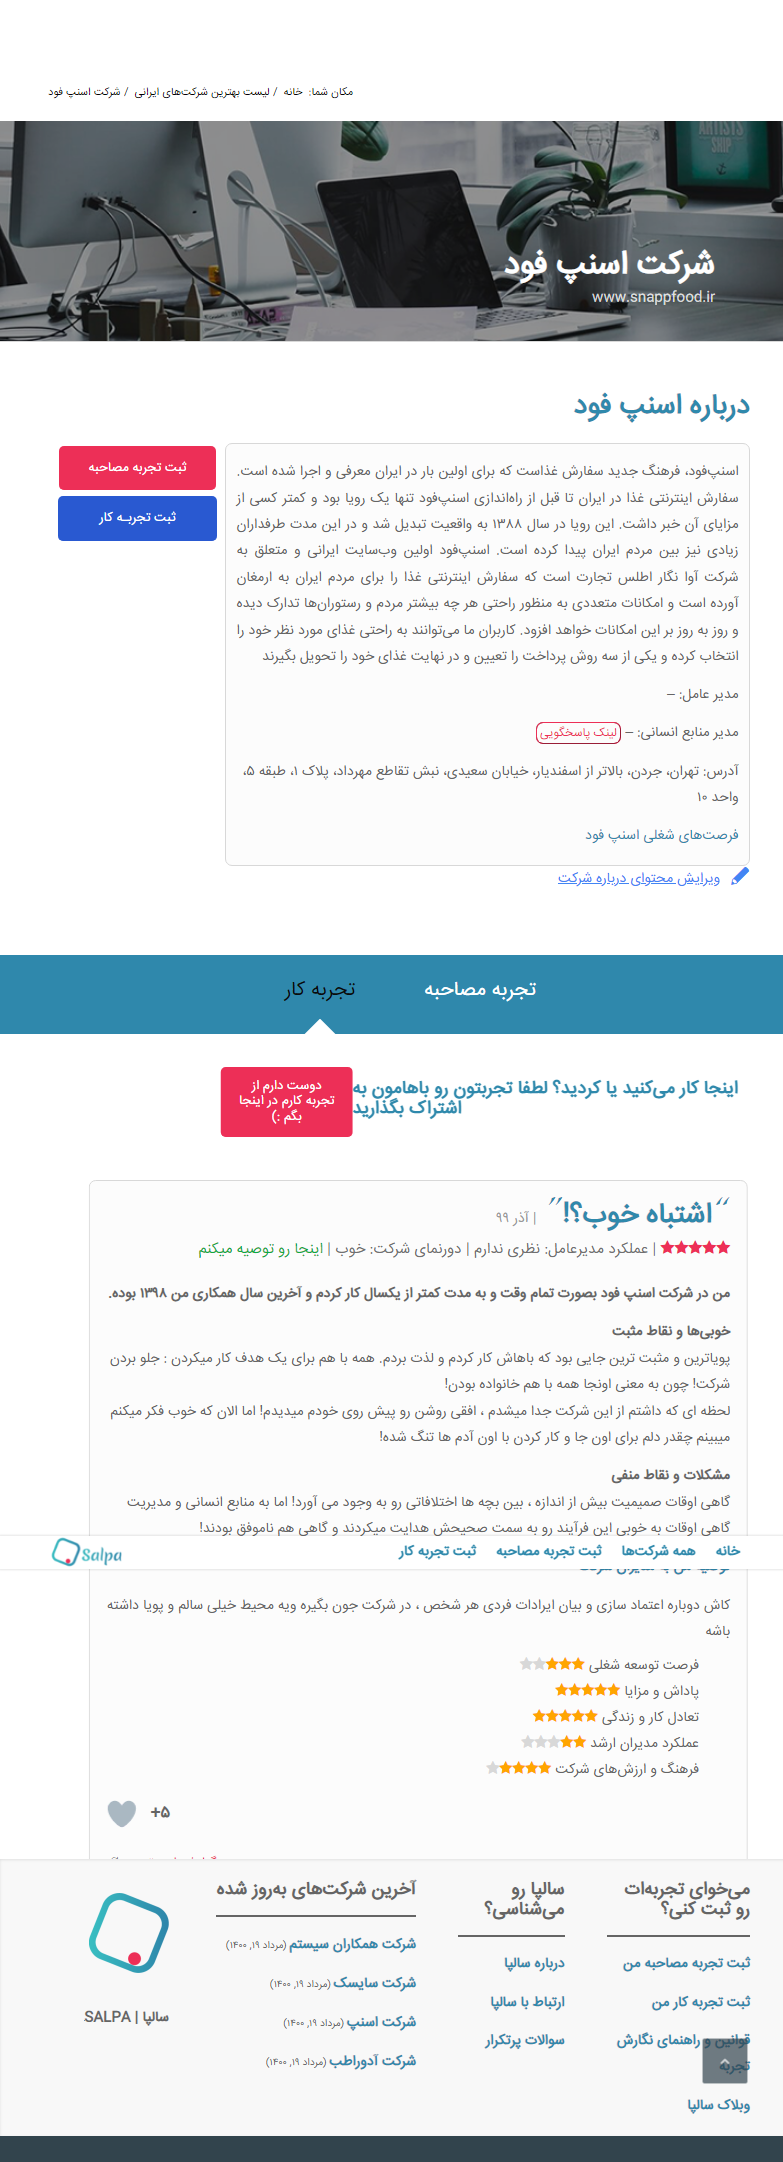 مکان شما: خانه / لیست بهترین شرکت‌های ایرانی / شرکت اسنپ فود
ARTISTS
SHIP
شرکت اسنپ فود
www.snappfood.ir
درباره اسنپ فود
ثبت تجربه مصاحبه
ثبت تجربـه کار
اسنپ‌فود، فرهنگ جدید سفارش غذاست که برای اولین بار در ایران معرفی و اجرا شده است.
سفارش اینترنتی غذا در ایران تا قبل از راه‌اندازی اسنپ‌فود تنها یک رویا بود و کمتر کسی از
مزایای آن خبر داشت. این رویا در سال ۱۳۸۸ به واقعیت تبدیل شد و در این مدت طرفداران
زیادی نیز بین مردم ایران پیدا کرده است. اسنپ‌فود اولین وب‌سایت ایرانی و متعلق به
شرکت آوا نگار اطلس تجارت است که سفارش اینترنتی غذا را برای مردم ایران به ارمغان
آورده است و امکانات متعددی به منظور راحتی هر چه بیشتر مردم و رستوران‌ها تدارک دیده
و روز به روز بر این امکانات خواهد افزود. کاربران ما می‌توانند به راحتی غذای مورد نظر خود را
انتخاب کرده و یکی از سه روش پرداخت را تعیین و در نهایت غذای خود را تحویل بگیرند
مدیر عامل: –
مدیر منابع انسانی: – لینک پاسخگویی
آدرس: تهران، جردن، بالاتر از اسفندیار، خیابان سعیدی، نبش تقاطع مهرداد، پلاک ۱، طبقه ۵،
واحد ۱۰
فرصت‌های شغلی اسنپ فود
ویرایش محتوای درباره شرکت
تجربه مصاحبه
تجربه کار
اینجا کار می‌کنید یا کردید؟ لطفا تجربتون رو باهامون به
اشتراک بگذارید
دوست دارم از
تجربه کارم در اینجا
بگم :)
“اشتباه خوب؟!” | آذر ۹۹
| عملکرد مدیرعامل: نظری ندارم | دورنمای شرکت: خوب | اینجا رو توصیه میکنم
من در شرکت اسنپ فود بصورت تمام وقت و به مدت کمتر از یکسال کار کردم و آخرین سال همکاری من ۱۳۹۸ بوده.
خوبی‌ها و نقاط مثبت
پویاترین و مثبت ترین جایی بود که باهاش کار کردم و لذت بردم. همه با هم برای یک هدف کار میکردن : جلو بردن
شرکت! چون به معنی اونجا همه با هم خانواده بودن!
لحظه ای که داشتم از این شرکت جدا میشدم ، افقی روشن رو پیش روی خودم میدیدم! اما الان که خوب فکر میکنم
میبینم چقدر دلم برای اون جا و کار کردن با اون آدم ها تنگ شده!
مشکلات و نقاط منفی
گاهی اوقات صمیمیت بیش از اندازه ، بین بچه ها اختلافاتی رو به وجود می آورد! اما به منابع انسانی و مدیریت
گاهی اوقات به خوبی این فرآیند رو به سمت صحیحش هدایت میکردند و گاهی هم ناموفق بودند!
خانه
همه شرکت‌ها
ثبت تجربه مصاحبه
ثبت تجربه کار
Salpa
کاش دوباره اعتماد سازی و بیان ایرادات فردی هر شخص ، در شرکت جون بگیره ویه محیط خیلی سالم و پویا داشته
باشه
فرصت توسعه شغلی
پاداش و مزایا
تعادل کار و زندگی
عملکرد مدیران ارشد
فرهنگ و ارزش‌های شرکت
+۵
می‌خوای تجربه‌ات
رو ثبت کنی؟
ثبت تجربه مصاحبه من
ثبت تجربه کار من
قوانین و راهنمای نگارش
تجربه
وبلاک سالپا
سالپا رو
می‌شناسی؟
درباره سالپا
ارتباط با سالپا
سوالات پرتکرار
آخرین شرکت‌های به‌روز شده
شرکت همکاران سیستم (مرداد ۱۹, ۱۴۰۰)
شرکت سایسک (مرداد ۱۹, ۱۴۰۰)
شرکت اسنپ (مرداد ۱۹, ۱۴۰۰)
شرکت آدوراطب (مرداد ۱۹, ۱۴۰۰)
سالپا | SALPA